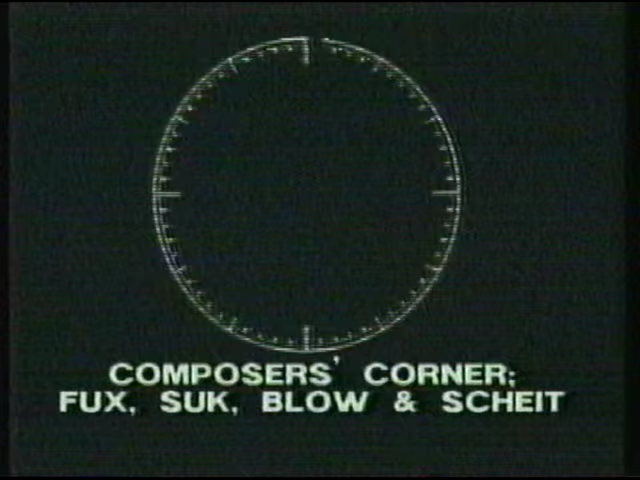 COMPOSERS' CORNER;
FUX, SUK, BLOW & SCHEIT